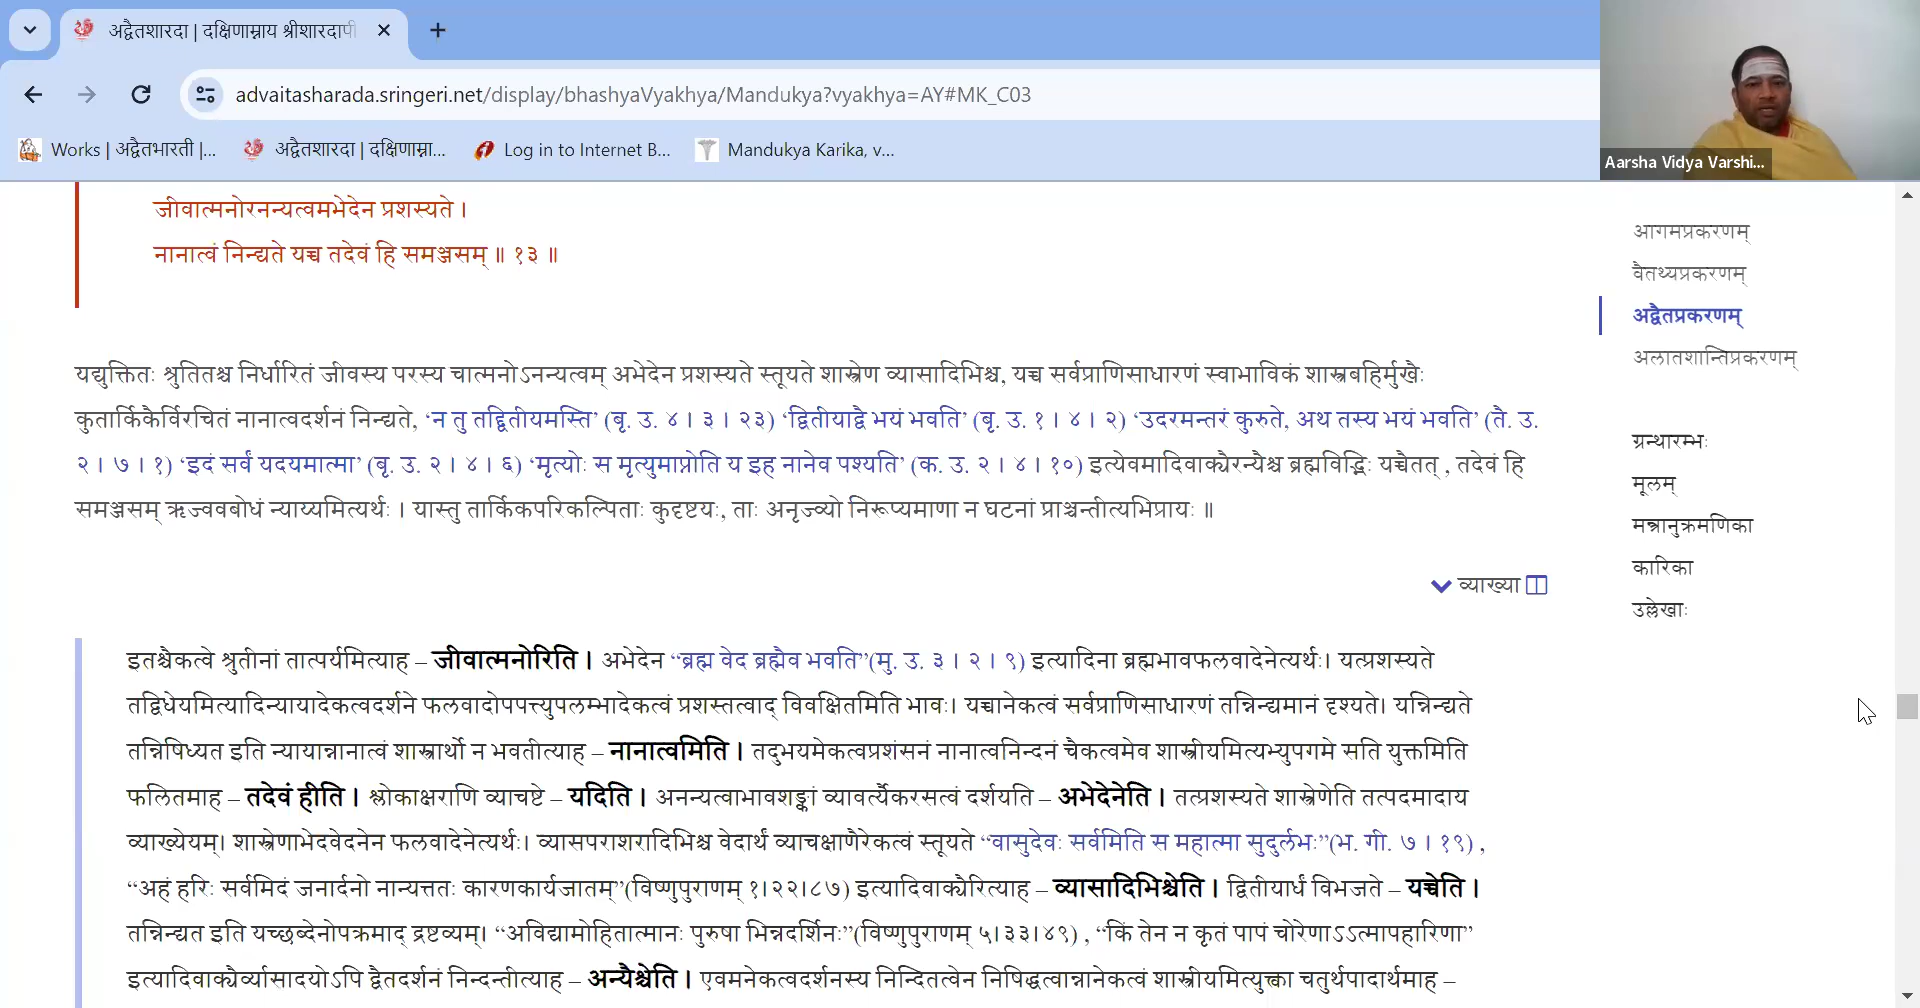 अद्वैतशारदा | दक्षिणाम्नाय श्रीशारदापी
advaitasharada.sringeri.net/display/bhashyaVyakhya/Mandukya?vyakhya=AY#MK_C03
Works | अद्वैतभारती |...
अद्वैतशारदा | दक्षिणाम्ना...
Log in to Internet B...
Mandukya Karika, v...
Aarsha Vidya Varshi...
जीवात्मनोरनन्यत्वमभेदेन प्रशस्यते ।
नानात्वं निन्द्यते यच्च तदेवं हि समञ्जसम् ॥ १३ ॥
यद्युक्तितः श्रुतितश्च निर्धारितं जीवस्य परस्य चात्मनोऽनन्यत्वम् अभेदेन प्रशस्यते स्तूयते शास्त्रेण व्यासादिभिश्च, यच्च सर्वप्राणिसाधारणं स्वाभाविकं शास्त्रबहिर्मुखैः
कुतार्किकैर्विरचितं नानात्वदर्शनं निन्द्यते, ‘न तु तद्द्वितीयमस्ति’ (बृ. उ. ४ । ३ । २३) ‘द्वितीयाद्वै भयं भवति’ (बृ. उ. १ । ४ । २) ‘उदरमन्तरं कुरुते, अथ तस्य भयं भवति’ (तै. उ.
२ । ७ । १) ‘इदं सर्वं यदयमात्मा’ (बृ. उ. २ । ४ । ६) ‘मृत्योः स मृत्युमाप्नोति य इह नानेव पश्यति’ (क. उ. २ । ४ । १०) इत्येवमादिवाक्यैरन्यैश्च ब्रह्मविद्भिः यच्चैतत् , तदेवं हि
समञ्जसम् ऋज्ववबोधं न्याय्यमित्यर्थः । यास्तु तार्किकपरिकल्पिताः कुदृष्टयः, ताः अनृज्व्यो निरूप्यमाणा न घटनां प्राञ्चन्तीत्यभिप्रायः ॥
व्याख्या
इतश्चैकत्वे श्रुतीनां तात्पर्यमित्याह – जीवात्मनोरिति । अभेदेन “ब्रह्म वेद ब्रह्मैव भवति”(मु. उ. ३ । २ । ९) इत्यादिना ब्रह्मभावफलवादेनेत्यर्थः। यत्प्रशस्यते
तद्विधेयमित्यादिन्यायादेकत्वदर्शने फलवादोपपत्त्युपलम्भादेकत्वं प्रशस्तत्वाद् विवक्षितमिति भावः। यच्चानेकत्वं सर्वप्राणिसाधारणं तन्निन्द्यमानं दृश्यते। यन्निन्द्यते
तन्निषिध्यत इति न्यायान्नानात्वं शास्त्रार्थो न भवतीत्याह – नानात्वमिति । तदुभयमेकत्वप्रशंसनं नानात्वनिन्दनं चैकत्वमेव शास्त्रीयमित्यभ्युपगमे सति युक्तमिति
फलितमाह – तदेवं हीति । श्लोकाक्षराणि व्याचष्टे – यदिति । अनन्यत्वाभावशङ्कां व्यावर्त्यैकरसत्वं दर्शयति – अभेदेनेति । तत्प्रशस्यते शास्त्रेणेति तत्पदमादाय
व्याख्येयम्। शास्त्रेणाभेदवेदनेन फलवादेनेत्यर्थः। व्यासपराशरादिभिश्च वेदार्थं व्याचक्षाणैरेकत्वं स्तूयते “वासुदेवः सर्वमिति स महात्मा सुदुर्लभः”(भ. गी. ७ । १९) ,
“अहं हरिः सर्वमिदं जनार्दनो नान्यत्ततः कारणकार्यजातम्”(विष्णुपुराणम् १।२२।८७) इत्यादिवाक्यैरित्याह – व्यासादिभिश्चेति । द्वितीयार्धं विभजते – यच्चेति ।
तन्निन्द्यत इति यच्छब्देनोपक्रमाद् द्रष्टव्यम्। “अविद्यामोहितात्मानः पुरुषा भिन्नदर्शिनः”(विष्णुपुराणम् ५।३३।४९) , “किं तेन न कृतं पापं चोरेणाऽऽत्मापहारिणा”
इत्यादिवाक्यैर्व्यासादयोऽपि द्वैतदर्शनं निन्दन्तीत्याह – अन्यैश्चेति । एवमनेकत्वदर्शनस्य निन्दितत्वेन निषिद्धत्वान्नानेकत्वं शास्त्रीयमित्युक्त्वा चतुर्थपादार्थमाह –
आगमप्रकरणम्
वैतथ्यप्रकरणम्
अद्वैतप्रकरणम्
अलातशान्तिप्रकरणम्
ग्रन्थारम्भः
मूलम्
मन्त्रानुक्रमणिका
कारिका
उल्लेखाः